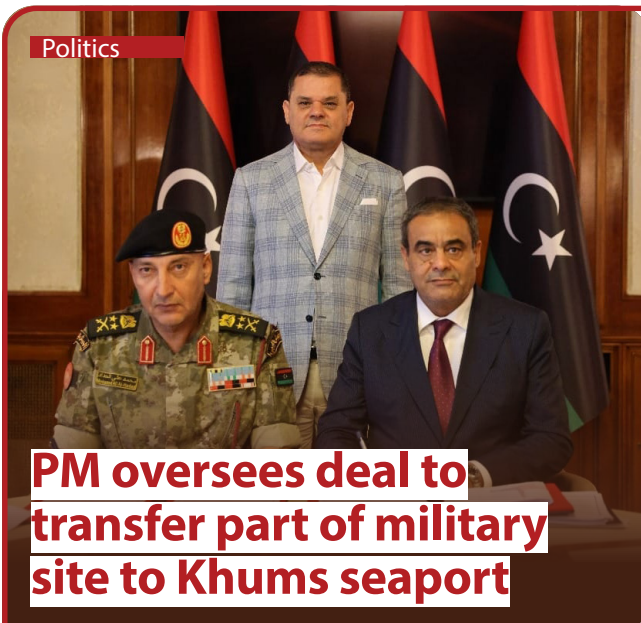 Politics
PM oversees deal to
transfer part of military
site to Khums seaport